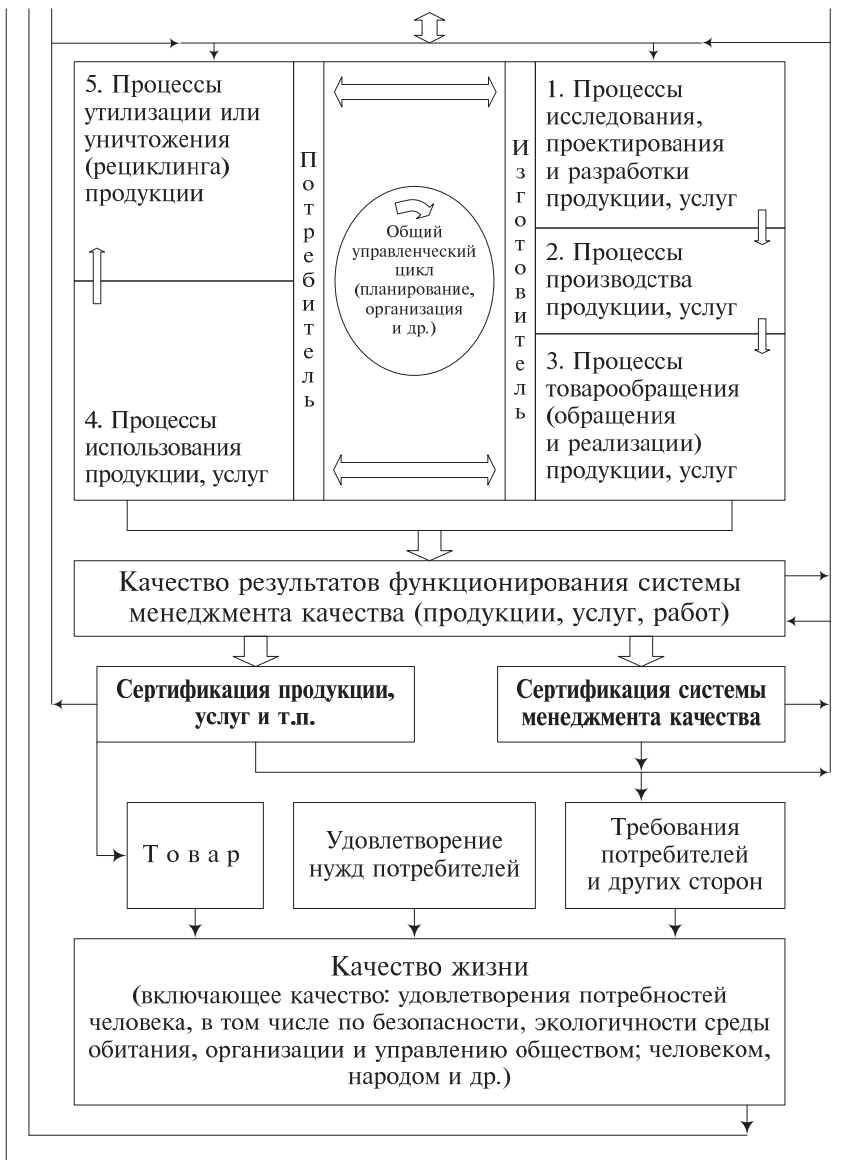 5. Процессы
утилизации или
уничтожения
(рециклинга)
продукции
4. Процессы
использования
продукции, услуг
Потребитель
Общий
управленческий
цикл
(планирование,
организация
и др.)
Изготовитель
1. Процессы
исследования,
проектирования
и разработки
продукции, услуг
2. Процессы
производства
продукции, услуг
3. Процессы
товарообращения
(обращения
и реализации)
продукции, услуг
Качество результатов функционирования системы
менеджмента качества (продукции, услуг, работ)
Сертификация продукции,
услуг и т.п.
Сертификация системы
менеджмента качества
Товар
Удовлетворение
нужд потребителей
Требования
потребителей
и других сторон
Качество жизни
(включающее качество: удовлетворения потребностей
человека, в том числе по безопасности, экологичности среды
обитания, организации и управлению обществом; человеком,
народом и др.)